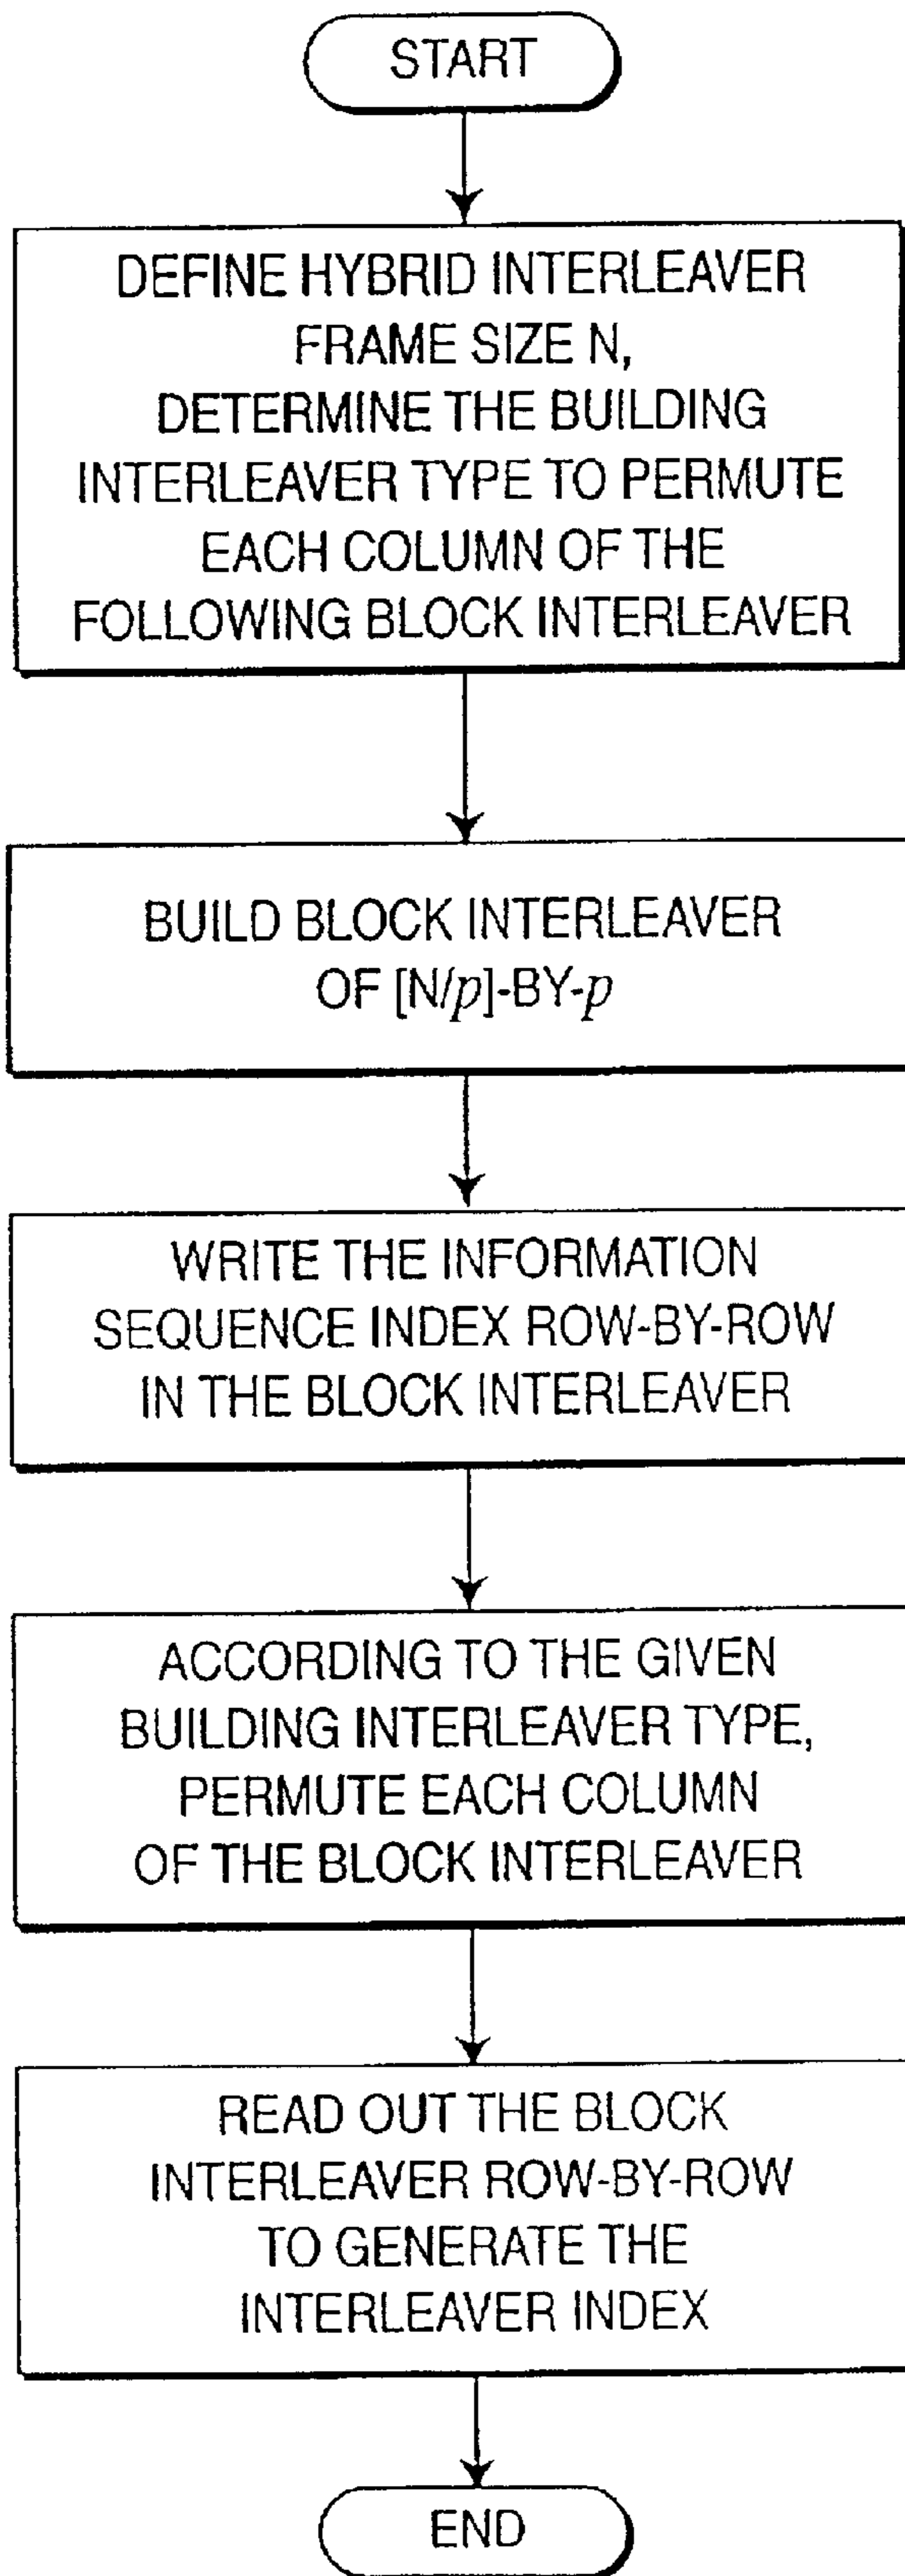 START
DEFINE HYBRID INTERLEAVER
FRAME SIZE N,
DETERMINE THE BUILDING
INTERLEAVER TYPE TO PERMUTE
EACH COLUMN OF THE
FOLLOWING BLOCK INTERLEAVER
BUILD BLOCK INTERLEAVER
OF [N/p]-BY-p
WRITE THE INFORMATION
SEQUENCE INDEX ROW-BY-ROW
IN THE BLOCK INTERLEAVER
ACCORDING TO THE GIVEN
BUILDING INTERLEAVER TYPE,
PERMUTE EACH COLUMN
OF THE BLOCK INTERLEAVER
READ OUT THE BLOCK
INTERLEAVER ROW-BY-ROW
TO GENERATE THE
INTERLEAVER INDEX
END